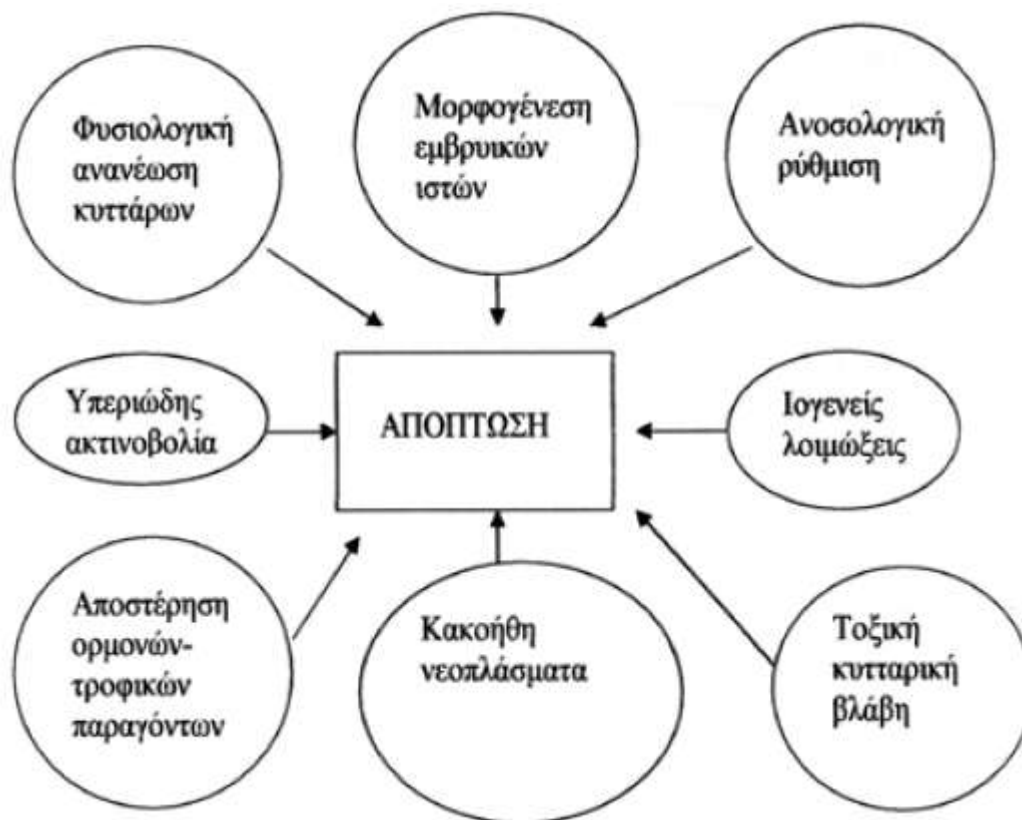 Φυσιολογική
ανανέωση
κυττάρων
Μορφογένεση
εμβρυικών
ιστών
Ανοσολογική
ρύθμιση
Υπεριώδης
ακτινοβολία
ΑΠΟΠΤΩΣΗ
Ιογενείς
λοιμώξεις
Αποστέρηση
ορμονών-
τροφικών
παραγόντων
Κακοήθη
νεοπλάσματα
Τοξική
κυτταρική
βλάβη